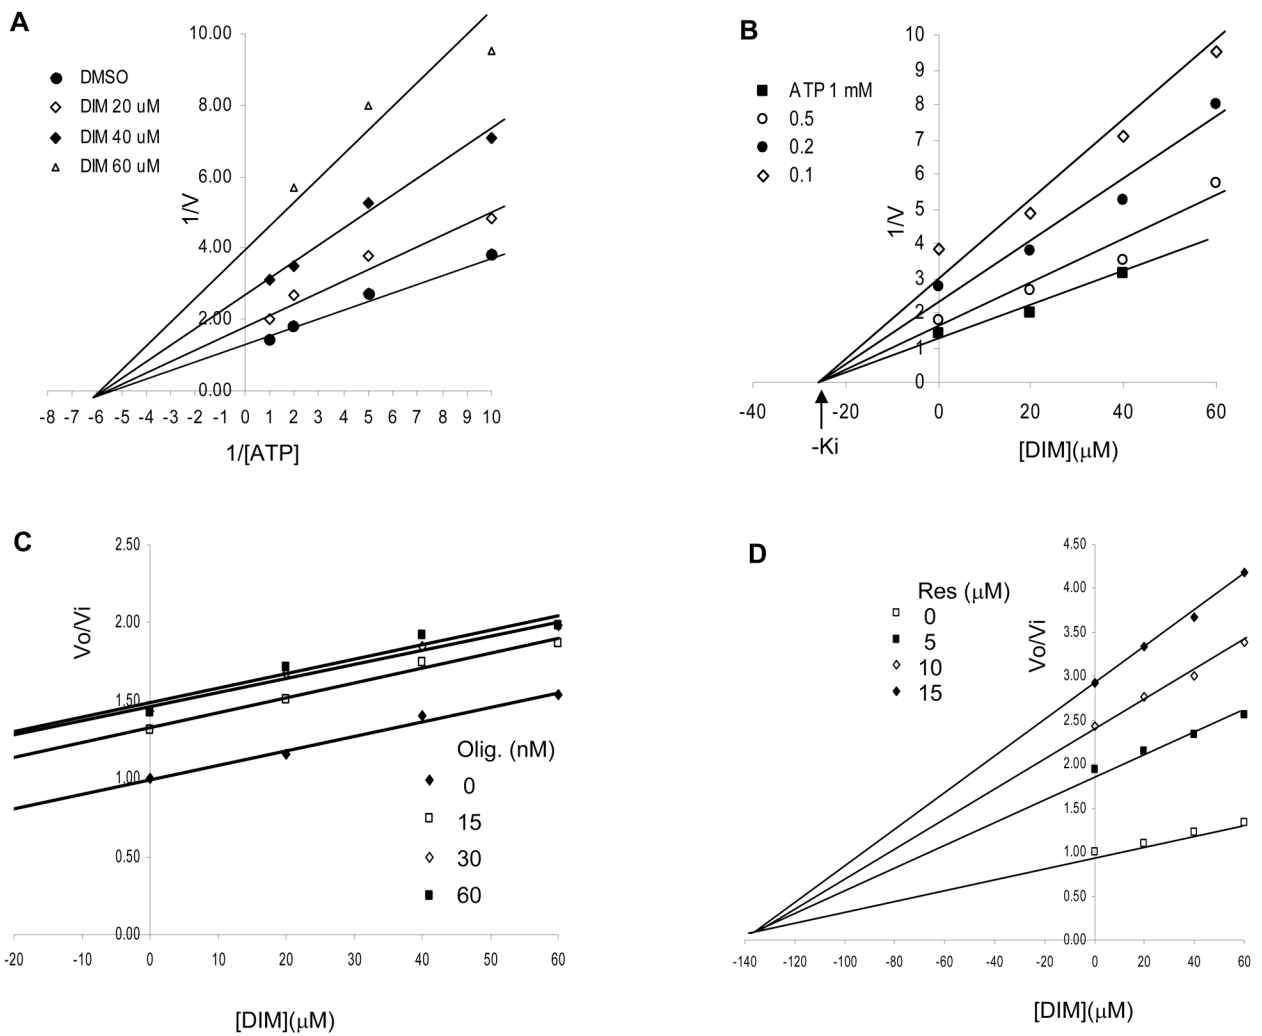 A
DMSO
DIM 20 uM
DIM 40 uM
DIM 60 uM
1/V
10.00
8.00
6.00
4.00
2.00
0.00
-8 -7 -6 -5 -4 -3 -2 -1 0 1 2 3 4 5 6 7 8 9 10
1/[ATP]
B
ATP 1 mM
0.5
0.2
0.1
1/V
10
9
8
7
6
5
4
3
2
1
0
-40 -20 0 20 40 60
-Ki
[DIM](μM)
C
Vo/Vi
2.50
2.00
1.50
1.00
0.50
0.00
Olig. (nM)
0
15
30
60
-20 -10 0 10 20 30 40 50 60
[DIM](μM)
D
Res (μM)
0
5
10
15
Vo/Vi
4.50
4.00
3.50
3.00
2.50
2.00
1.50
1.00
0.50
0.00
-140 -120 -100 -80 -60 -40 -20 0 20 40 60
[DIM](μM)